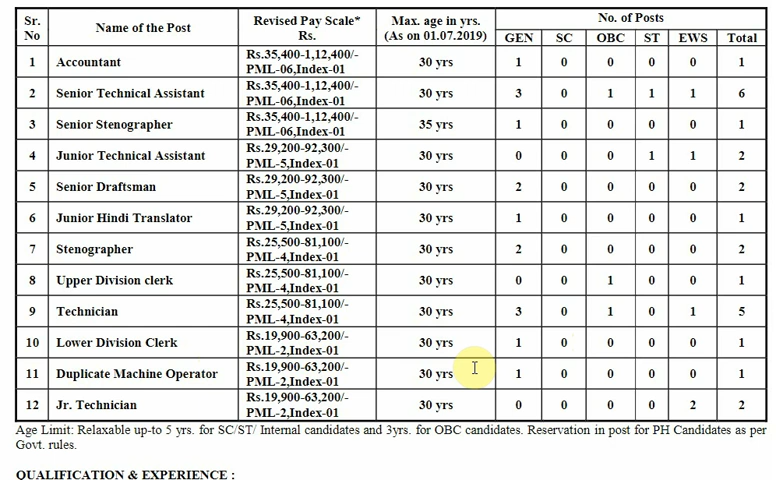 Sr. No Name of the Post Revised Pay Scale* Rs. Max. age in yrs. (As on 01.07.2019) No. of Posts
GEN SC OBC ST EWS Total
1 Accountant Rs.35,400-1,12,400/- PML-06,Index-01 30 yrs 1 0 0 0 0 1
2 Senior Technical Assistant Rs.35,400-1,12,400/- PML-06,Index-01 30 yrs 3 0 1 1 1 6
3 Senior Stenographer Rs.35,400-1,12,400/- PML-06,Index-01 35 yrs 1 0 0 0 0 1
4 Junior Technical Assistant Rs.29,200-92,300/- PML-5,Index-01 30 yrs 0 0 0 1 1 2
5 Senior Draftsman Rs.29,200-92,300/- PML-5,Index-01 30 yrs 2 0 0 0 0 2
6 Junior Hindi Translator Rs.29,200-92,300/- PML-5,Index-01 30 yrs 1 0 0 0 0 1
7 Stenographer Rs.25,500-81,100/- PML-4,Index-01 30 yrs 2 0 0 0 0 2
8 Upper Division clerk Rs.25,500-81,100/- PML-4,Index-01 30 yrs 0 0 1 0 0 1
9 Technician Rs.25,500-81,100/- PML-4,Index-01 30 yrs 3 0 1 0 1 5
10 Lower Division Clerk Rs.19,900-63,200/- PML-2,Index-01 30 yrs 1 0 0 0 0 1
11 Duplicate Machine Operator Rs.19,900-63,200/- PML-2,Index-01 30 yrs 1 0 0 0 0 1
12 Jr. Technician Rs.19,900-63,200/- PML-2,Index-01 30 yrs 0 0 0 0 2 2
Age Limit: Relaxable up-to 5 yrs. for SC/ST/ Internal candidates and 3yrs. for OBC candidates. Reservation in post for PH Candidates as per
Govt. rules.
QUALIFICATION & EXPERIENCE :